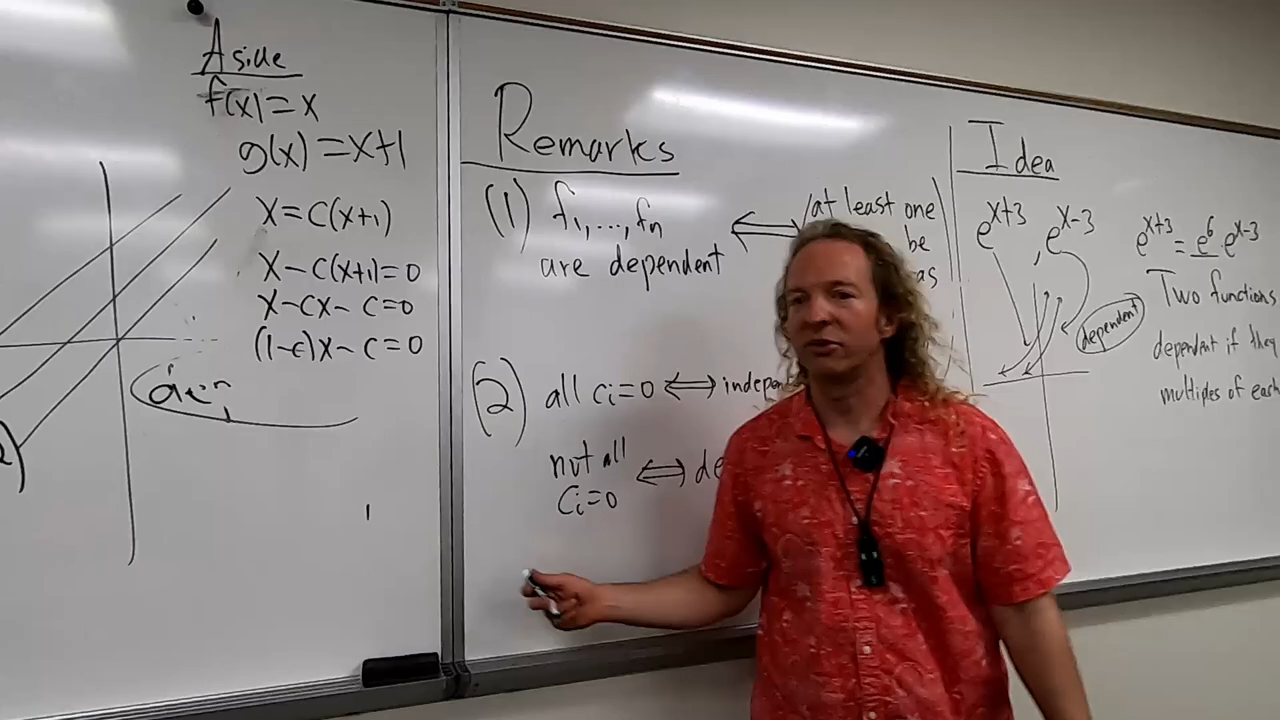 Aside
f(x) = x
g(x) = x+1
x = c(x+1)
x - c(x+1) = 0
x - cx - c = 0
(1-c)x - c = 0
Remarks
(1) f₁,...,fₙ ⟺ at least one
are dependent be
as
(2) all cᵢ=0 ⟺ indepen
not all ⟺ de
cᵢ=0
Idea
e^{x+3}, e^{x-3}
dependent
e^{x+3} = e^6 · e^{x-3}
Two functions
dependent if they
multiples of each